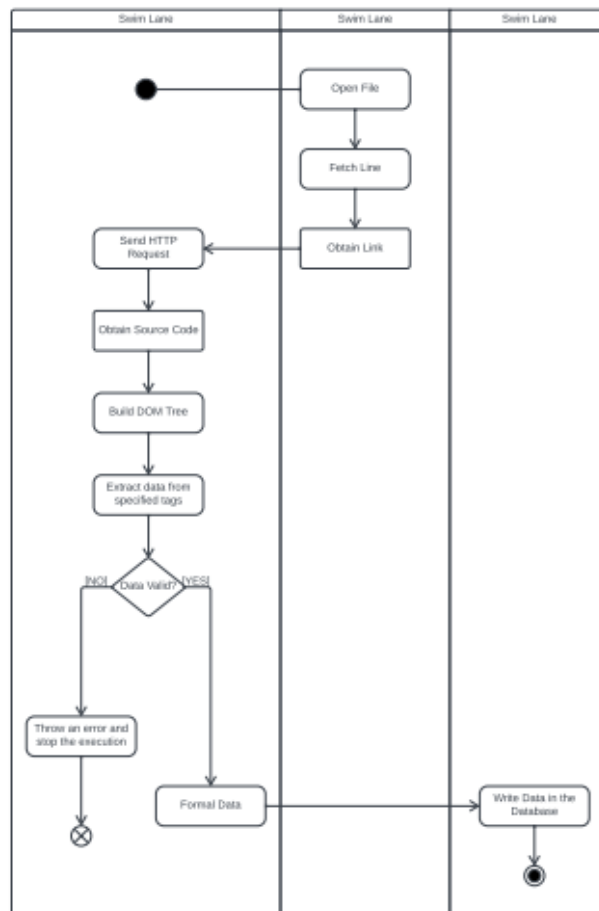 Swim Lane
Swim Lane
Swim Lane
Open File
Fetch Line
Send HTTP
Request
Obtain Link
Obtain Source Code
Build DOM Tree
Extract data from
specified tags
[NO]
Data Valid?
[YES]
Throw an error and
stop the execution
Formal Data
Write Data in the
Database